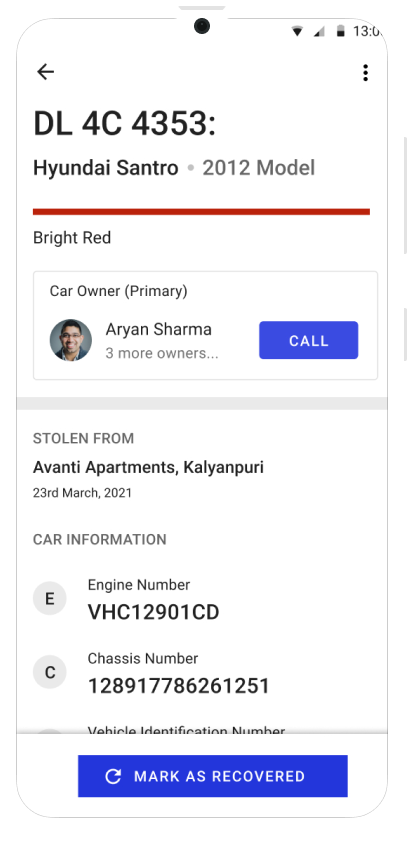 13:0
DL 4C 4353:
Hyundai Santro • 2012 Model
Bright Red
Car Owner (Primary)
Aryan Sharma
3 more owners...
CALL
STOLEN FROM
Avanti Apartments, Kalyanpuri
23rd March, 2021
CAR INFORMATION
Engine Number
E
VHC12901CD
Chassis Number
C
128917786261251
Vehicle Identification Number
MARK AS RECOVERED